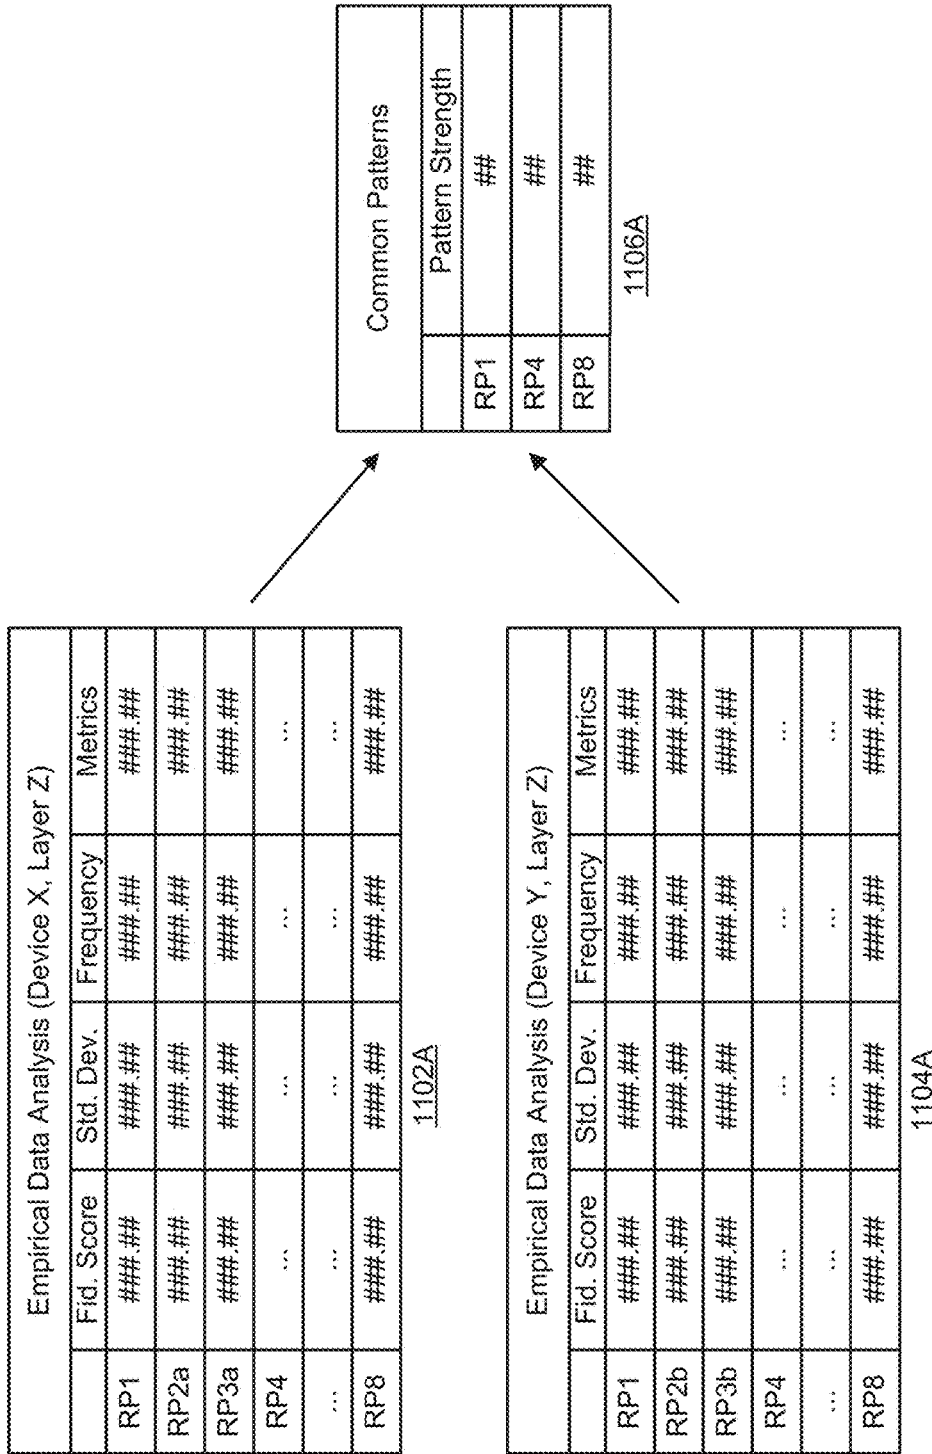 Empirical Data Analysis (Device X, Layer Z)
Fid. Score Std. Dev. Frequency Metrics
RP1 ###.## ###.## ###.## ###.##
RP2a ###.## ###.## ###.## ###.##
RP3a ###.## ###.## ###.## ###.##
RP4 ... ... ... ...
... ... ... ... ...
RP8 ###.## ###.## ###.## ###.##
1102A
Empirical Data Analysis (Device Y, Layer Z)
Fid. Score Std. Dev. Frequency Metrics
RP1 ###.## ###.## ###.## ###.##
RP2b ###.## ###.## ###.## ###.##
RP3b ###.## ###.## ###.## ###.##
RP4 ... ... ... ...
... ... ... ... ...
RP8 ###.## ###.## ###.## ###.##
1104A
Common Patterns
Pattern Strength
RP1 ##
RP4 ##
RP8 ##
1106A